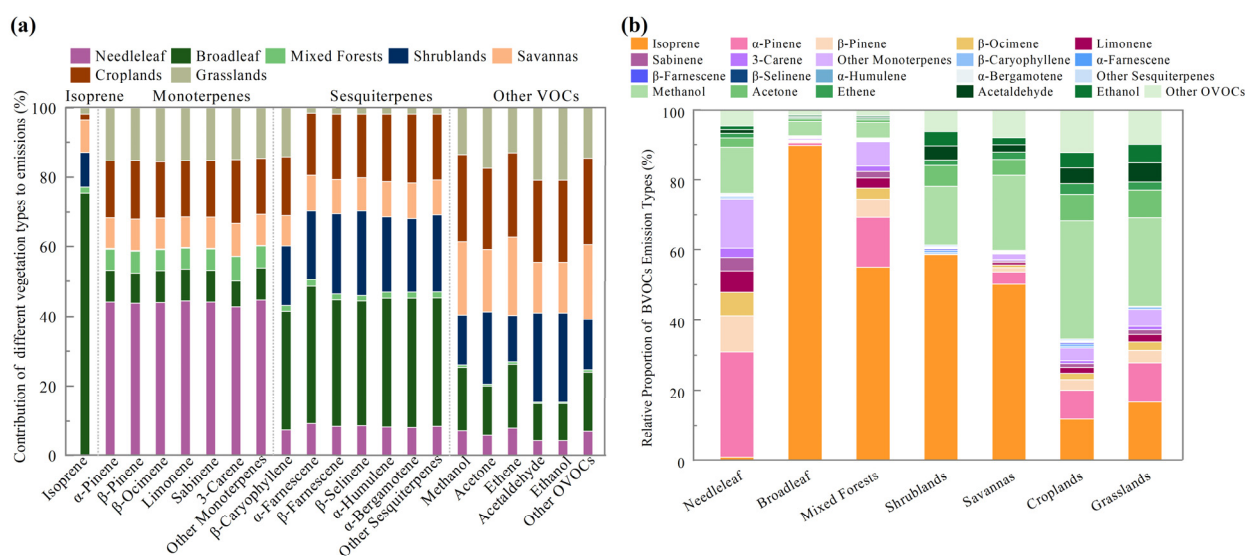 (a)
Needleleaf Broadleaf Mixed Forests Shrublands Savannas
Croplands Grasslands
Isoprene Monoterpenes Sesquiterpenes Other VOCs
Contribution of different vegetation types to emissions (%)
100
80
60
40
20
0
Isoprene
α-Pinene
β-Pinene
β-Ocimene
Limonene
Sabinene
3-Carene
Other Monoterpenes
β-Caryophyllene
α-Farnescene
β-Farnescene
β-Selinene
α-Humulene
α-Bergamotene
Other Sesquiterpenes
Methanol
Acetone
Ethene
Acetaldehyde
Ethanol
Other OVOCs
(b)
Isoprene α-Pinene β-Pinene β-Ocimene Limonene
Sabinene 3-Carene Other Monoterpenes β-Caryophyllene α-Farnescene
β-Farnescene β-Selinene α-Humulene α-Bergamotene Other Sesquiterpenes
Methanol Acetone Ethene Acetaldehyde Ethanol Other OVOCs
Relative Proportion of BVOCs Emission Types (%)
100
80
60
40
20
0
Needleleaf
Broadleaf
Mixed Forests
Shrublands
Savannas
Croplands
Grasslands